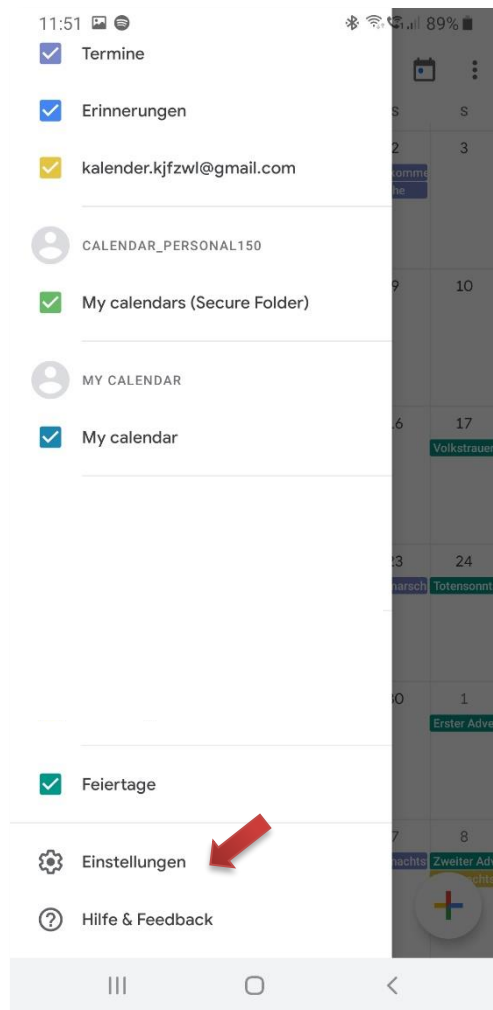 11:51 89%
Termine
Erinnerungen
kalender.kjfzwl@gmail.com
CALENDAR_PERSONAL150
My calendars (Secure Folder)
MY CALENDAR
My calendar
Feiertage
Einstellungen
Hilfe & Feedback
S S
2 3
9 10
6 17
Volkstrauer
23 24
Totensonnt
30 1
Erster Adve
7 8
Zweiter Adv